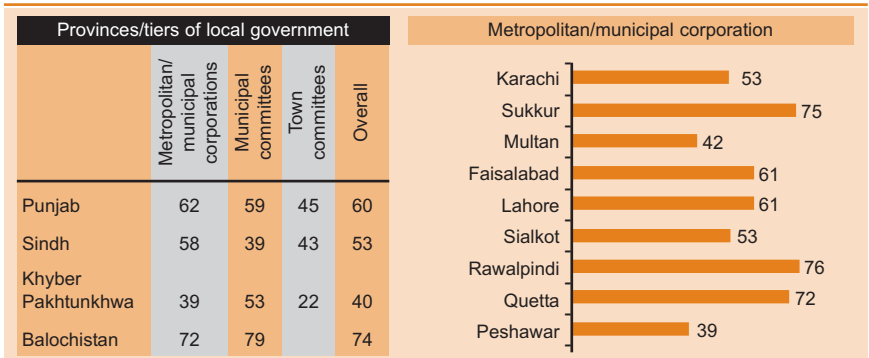 Provinces/tiers of local government
Metropolitan/
municipal
corporations
Municipal
committees
Town
committees
Overall
Punjab 62 59 45 60
Sindh 58 39 43 53
Khyber
Pakhtunkhwa 39 53 22 40
Balochistan 72 79 74
Metropolitan/municipal corporation
Karachi 53
Sukkur 75
Multan 42
Faisalabad 61
Lahore 61
Sialkot 53
Rawalpindi 76
Quetta 72
Peshawar 39